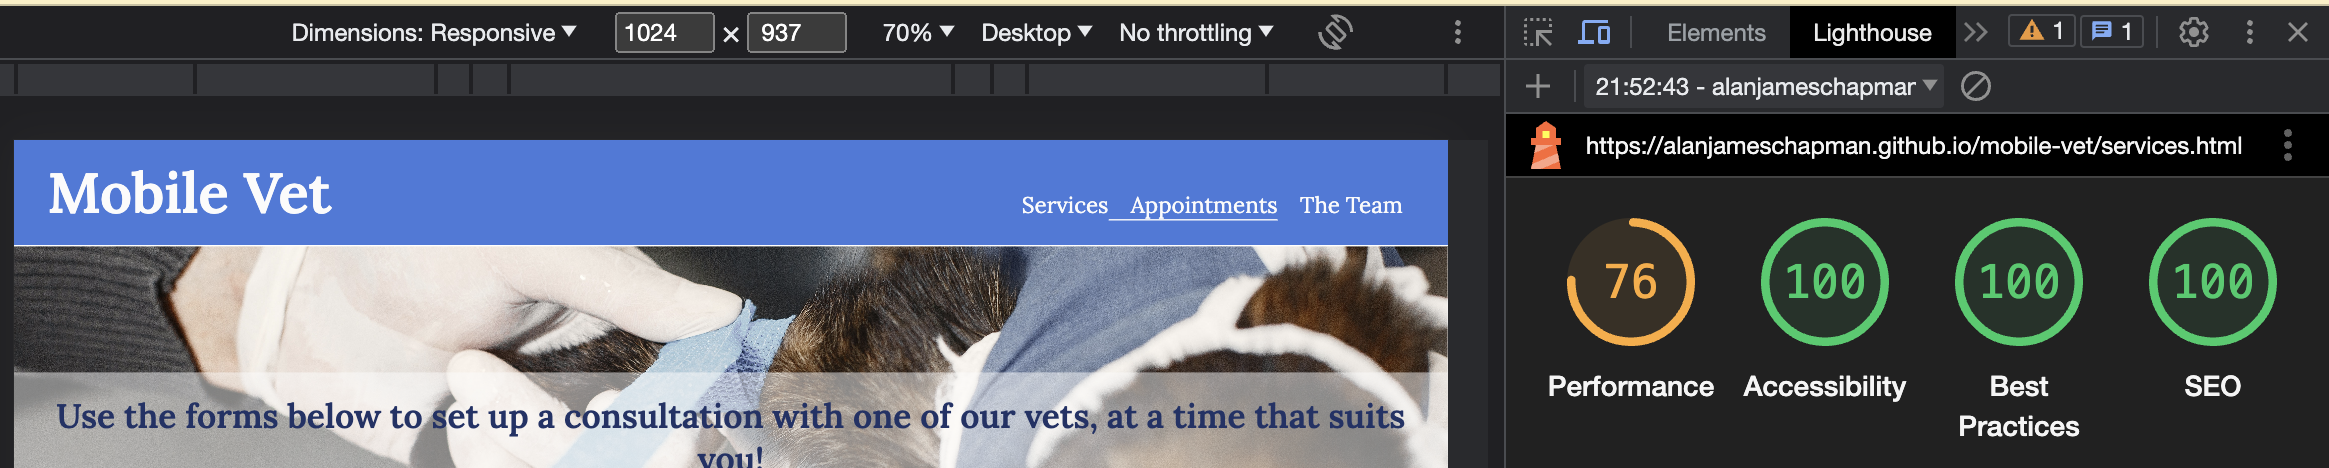 Dimensions: Responsive 1024 × 937 70% Desktop No throttling
Elements Lighthouse 1 1
21:52:43 - alanjameschapmar
https://alanjameschapman.github.io/mobile-vet/services.html
Mobile Vet
Services Appointments The Team
Use the forms below to set up a consultation with one of our vets, at a time that suits
you!
76 100 100 100
Performance Accessibility Best Practices SEO